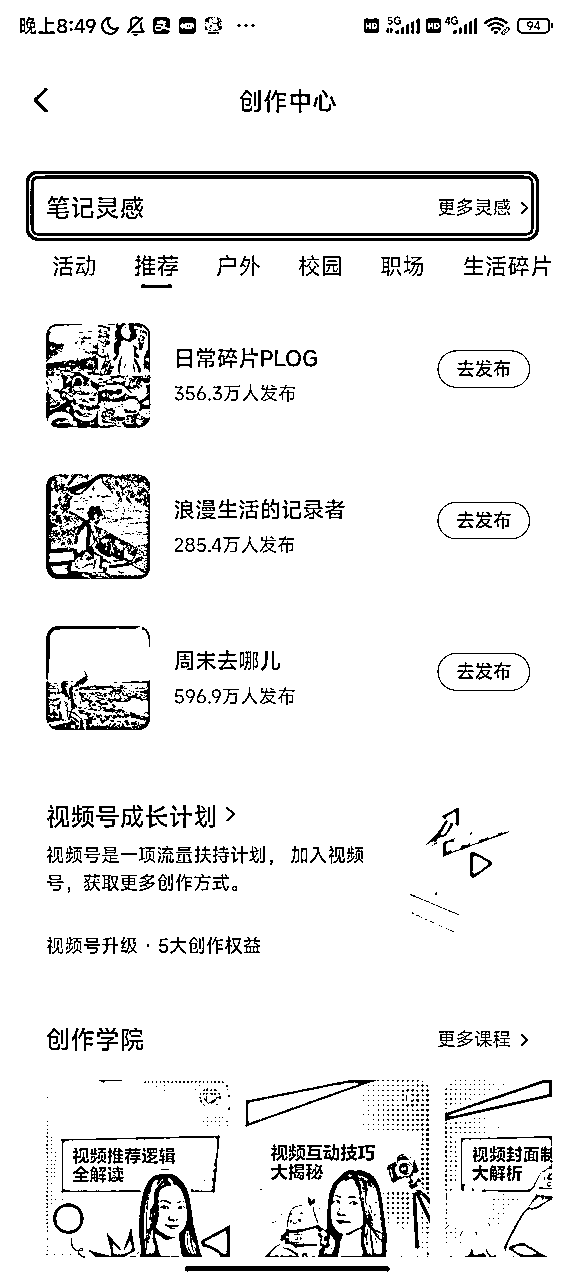 晚上8:49 ··· HD 5G HD 4G 94
创作中心
笔记灵感 更多灵感
活动 推荐 户外 校园 职场 生活碎片
日常碎片PLOG
356.3万人发布
去发布
浪漫生活的记录者
285.4万人发布
去发布
周末去哪儿
596.9万人发布
去发布
视频号成长计划
视频号是一项流量扶持计划，加入视频
号，获取更多创作方式。
视频号升级 · 5大创作权益
创作学院 更多课程
视频推荐逻辑
全解读
视频互动技巧
大揭秘
视频封面制
大解析